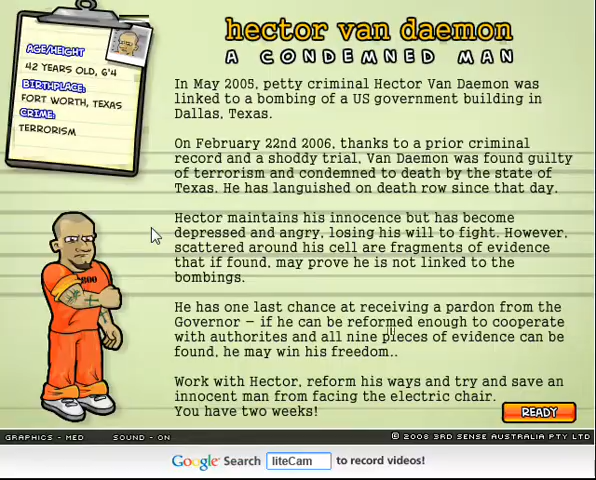 hector van daemon
A CONDEMNED MAN
AGE/HEIGHT
42 YEARS OLD, 6'4
BIRTHPLACE:
FORT WORTH, TEXAS
CRIME:
TERRORISM
In May 2005, petty criminal Hector Van Daemon was
linked to a bombing of a US government building in
Dallas, Texas.
On February 22nd 2006, thanks to a prior criminal
record and a shoddy trial, Van Daemon was found guilty
of terrorism and condemned to death by the state of
Texas. He has languished on death row since that day.
Hector maintains his innocence but has become
depressed and angry, losing his will to fight. However,
scattered around his cell are fragments of evidence
that if found, may prove he is not linked to the
bombings.
He has one last chance at receiving a pardon from the
Governor – if he can be reformed enough to cooperate
with authorites and all nine pieces of evidence can be
found, he may win his freedom..
Work with Hector, reform his ways and try and save an
innocent man from facing the electric chair.
You have two weeks!
READY
GRAPHICS - MED SOUND - ON © 2008 3RD SENSE AUSTRALIA PTY LTD
Google Search liteCam to record videos!